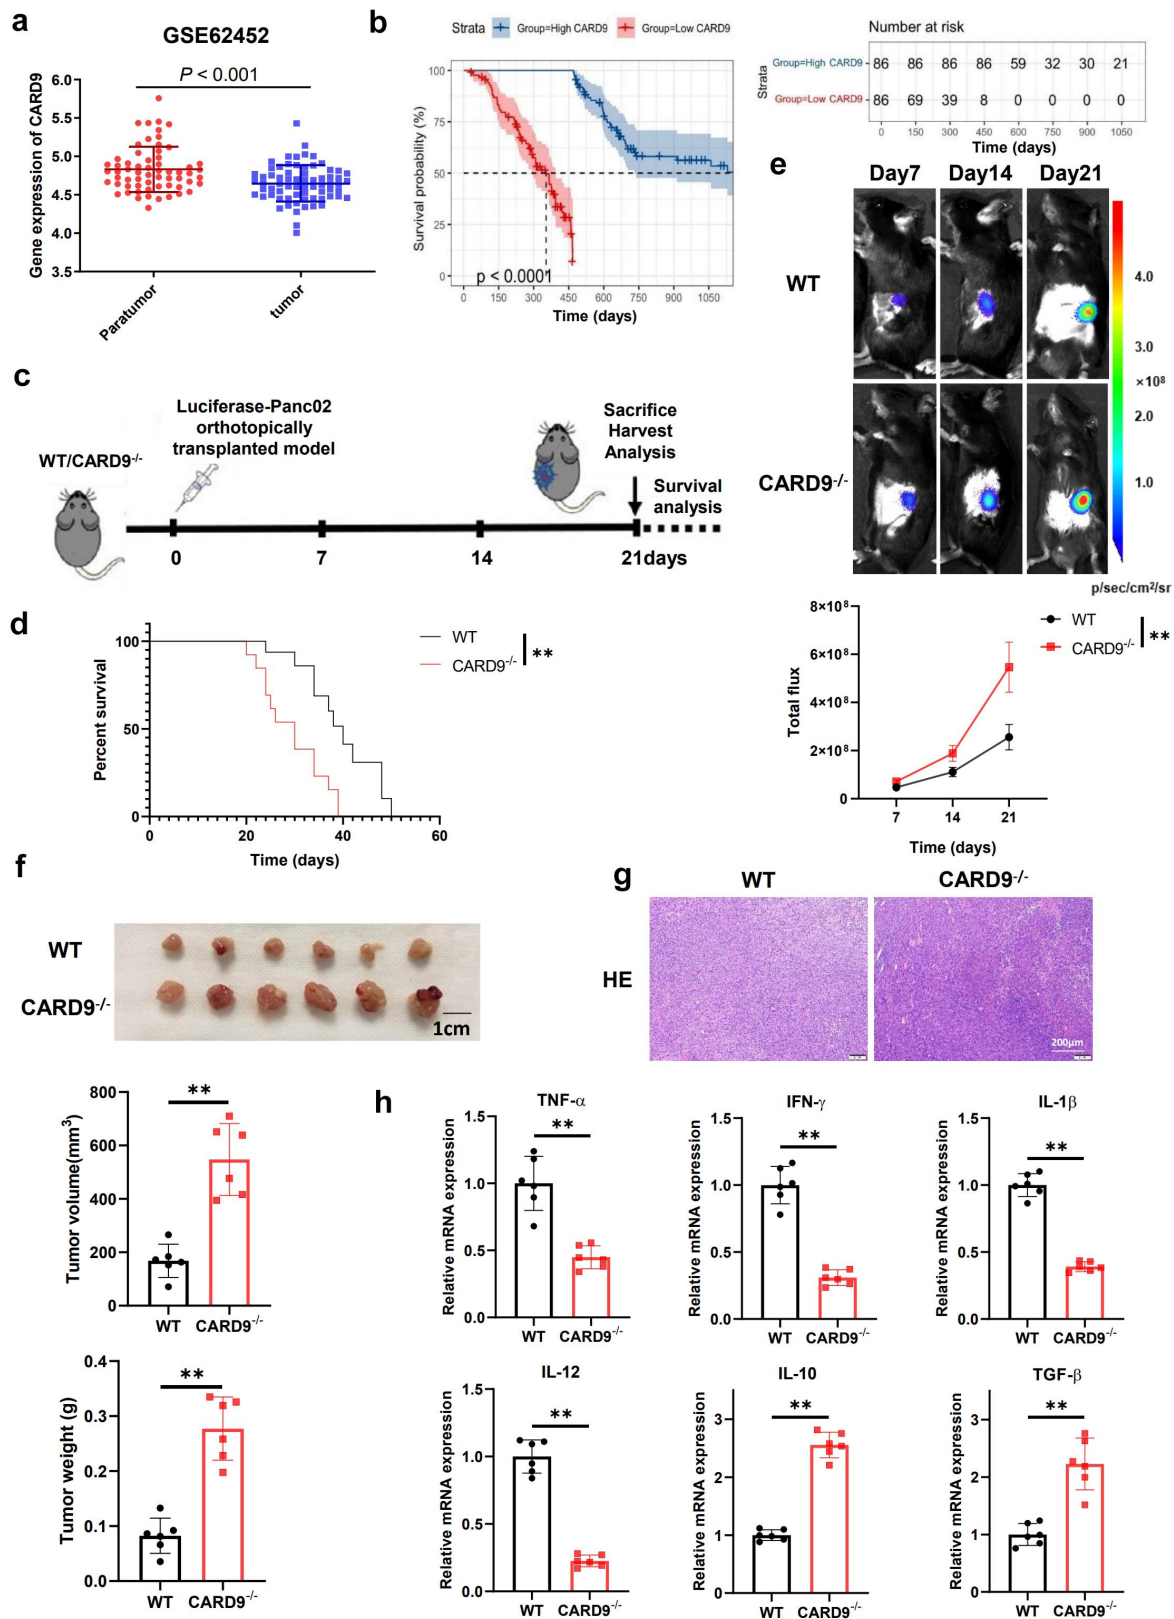 a
GSE62452
P < 0.001
Gene expression of CARD9
6.0
5.5
5.0
4.5
4.0
3.5
Paratumor
tumor
b
Strata
Group=High CARD9
Group=Low CARD9
Survival probability (%)
100
75
50
25
0
p < 0.0001
0 150 300 450 600 750 900 1050
Time (days)
Number at risk
Strata
Group=High CARD9 86 86 86 86 59 32 30 21
Group=Low CARD9 86 69 39 8 0 0 0 0
0 150 300 450 600 750 900 1050
Time (days)
c
WT/CARD9-/-
Luciferase-Panc02
orthotopically
transplanted model
Sacrifice
Harvest
Analysis
Survival
analysis
0 7 14 21days
d
Percent survival
100
50
0
0 20 40 60
Time (days)
WT
CARD9-/-
**
e
Day7 Day14 Day21
WT
CARD9-/-
4.0
3.0
×10⁸
2.0
1.0
p/sec/cm²/sr
Total flux
8×10⁸
6×10⁸
4×10⁸
2×10⁸
0
7 14 21
Time (days)
WT
CARD9-/-
**
f
WT
CARD9-/-
1cm
Tumor volume(mm³)
800
600
400
200
0
**
WT CARD9-/-
Tumor weight (g)
0.4
0.3
0.2
0.1
0.0
**
WT CARD9-/-
g
WT CARD9-/-
HE
200μm
h
TNF-α
Relative mRNA expression
1.5
1.0
0.5
0.0
**
WT CARD9-/-
IFN-γ
Relative mRNA expression
1.5
1.0
0.5
0.0
**
WT CARD9-/-
IL-1β
Relative mRNA expression
1.5
1.0
0.5
0.0
**
WT CARD9-/-
IL-12
Relative mRNA expression
1.5
1.0
0.5
0.0
**
WT CARD9-/-
IL-10
Relative mRNA expression
3
2
1
0
**
WT CARD9-/-
TGF-β
Relative mRNA expression
3
2
1
0
**
WT CARD9-/-